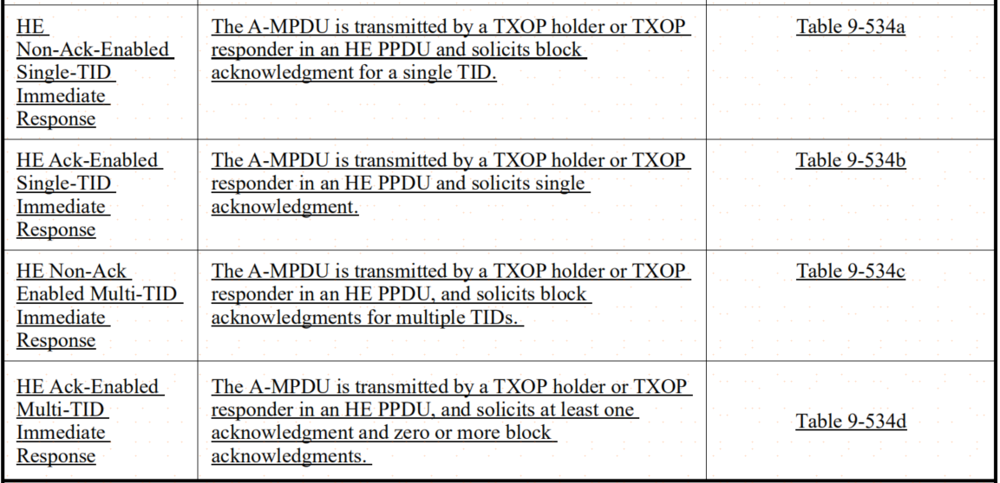 HE
Non-Ack-Enabled
Single-TID
Immediate
Response
The A-MPDU is transmitted by a TXOP holder or TXOP
responder in an HE PPDU and solicits block
acknowledgment for a single TID.
Table 9-534a
HE Ack-Enabled
Single-TID
Immediate
Response
The A-MPDU is transmitted by a TXOP holder or TXOP
responder in an HE PPDU and solicits single
acknowledgment.
Table 9-534b
HE Non-Ack
Enabled Multi-TID
Immediate
Response
The A-MPDU is transmitted by a TXOP holder or TXOP
responder in an HE PPDU, and solicits block
acknowledgments for multiple TIDs.
Table 9-534c
HE Ack-Enabled
Multi-TID
Immediate
Response
The A-MPDU is transmitted by a TXOP holder or TXOP
responder in an HE PPDU, and solicits at least one
acknowledgment and zero or more block
acknowledgments.
Table 9-534d